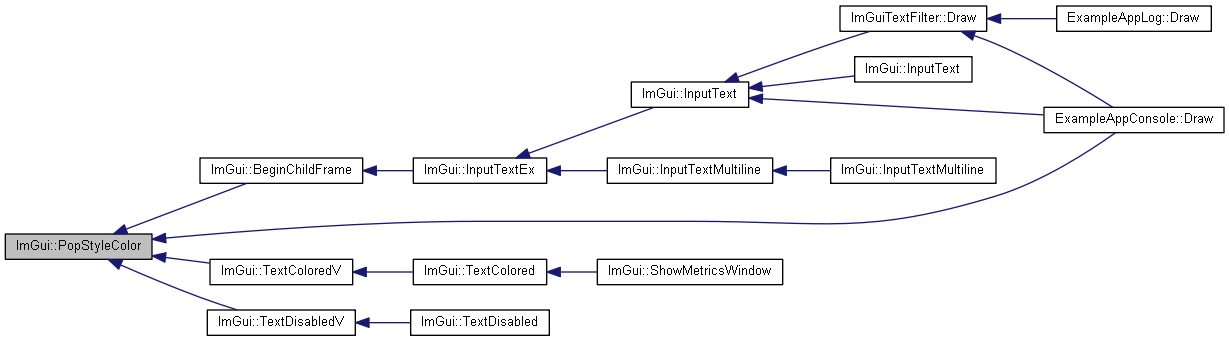 ImGuiTextFilter::Draw
ExampleAppLog::Draw
ImGui::InputText
ImGui::InputText
ExampleAppConsole::Draw
ImGui::BeginChildFrame
ImGui::InputTextEx
ImGui::InputTextMultiline
ImGui::InputTextMultiline
ImGui::PopStyleColor
ImGui::TextColoredV
ImGui::TextColored
ImGui::ShowMetricsWindow
ImGui::TextDisabledV
ImGui::TextDisabled